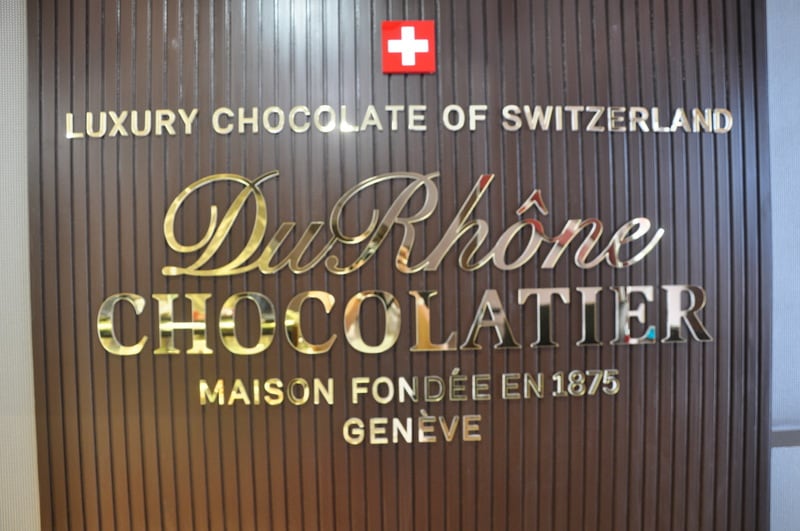 LUXURY CHOCOLATE OF SWITZERLAND
DuRhône
CHOCOLATIER
MAISON FONDÉE EN 1875
GENÈVE